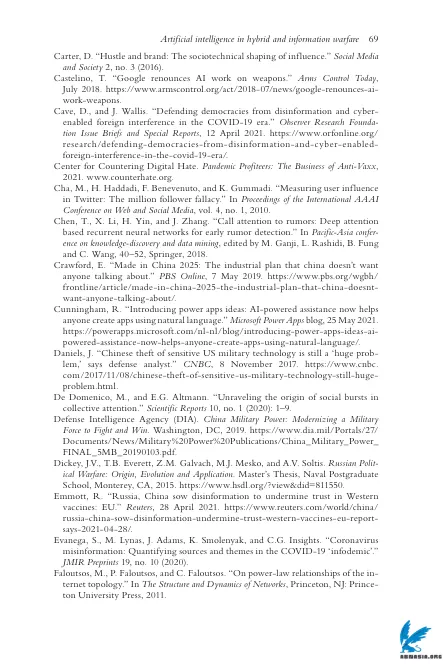 Artificial intelligence in hybrid and information warfare 69
Carter, D. “Hustle and brand: The sociotechnical shaping of influence.” Social Media
and Society 2, no. 3 (2016).
Castelino, T. “Google renounces AI work on weapons.” Arms Control Today,
July 2018. https://www.armscontrol.org/act/2018-07/news/google-renounces-ai-
work-weapons.
Cave, D., and J. Wallis. “Defending democracies from disinformation and cyber-
enabled foreign interference in the COVID-19 era.” Observer Research Founda-
tion Issue Briefs and Special Reports, 12 April 2021. https://www.orfonline.org/
research/defending-democracies-from-disinformation-and-cyber-enabled-
foreign-interference-in-the-covid-19-era/.
Center for Countering Digital Hate. Pandemic Profiteers: The Business of Anti-Vaxx,
2021. www.counterhate.org.
Cha, M., H. Haddadi, F. Benevenuto, and K. Gummadi. “Measuring user influence
in Twitter: The million follower fallacy.” In Proceedings of the International AAAI
Conference on Web and Social Media, vol. 4, no. 1, 2010.
Chen, T., X. Li, H. Yin, and J. Zhang. “Call attention to rumors: Deep attention
based recurrent neural networks for early rumor detection.” In Pacific-Asia confer-
ence on knowledge-discovery and data mining, edited by M. Ganji, L. Rashidi, B. Fung
and C. Wang, 40–52, Springer, 2018.
Crawford, E. “Made in China 2025: The industrial plan that china doesn’t want
anyone talking about.” PBS Online, 7 May 2019. https://www.pbs.org/wgbh/
frontline/article/made-in-china-2025-the-industrial-plan-that-china-doesnt-
want-anyone-talking-about/.
Cunningham, R. “Introducing power apps ideas: AI-powered assistance now helps
anyone create apps using natural language.” Microsoft Power Apps blog, 25 May 2021.
https://powerapps.microsoft.com/nl-nl/blog/introducing-power-apps-ideas-ai-
powered-assistance-now-helps-anyone-create-apps-using-natural-language/.
Daniels, J. “Chinese theft of sensitive US military technology is still a ‘huge prob-
lem,’ says defense analyst.” CNBC, 8 November 2017. https://www.cnbc.
com/2017/11/08/chinese-theft-of-sensitive-us-military-technology-still-huge-
problem.html.
De Domenico, M., and E.G. Altmann. “Unraveling the origin of social bursts in
collective attention.” Scientific Reports 10, no. 1 (2020): 1–9.
Defense Intelligence Agency (DIA). China Military Power: Modernizing a Military
Force to Fight and Win. Washington, DC, 2019. https://www.dia.mil/Portals/27/
Documents/News/Military%20Power%20Publications/China_Military_Power_
FINAL_5MB_20190103.pdf.
Dickey, J.V., T.B. Everett, Z.M. Galvach, M.J. Mesko, and A.V. Soltis. Russian Polit-
ical Warfare: Origin, Evolution and Application. Master’s Thesis, Naval Postgraduate
School, Monterey, CA, 2015. https://www.hsdl.org/?view&did=811550.
Emmott, R. “Russia, China sow disinformation to undermine trust in Western
vaccines: EU.” Reuters, 28 April 2021. https://www.reuters.com/world/china/
russia-china-sow-disinformation-undermine-trust-western-vaccines-eu-report-
says-2021-04-28/.
Evanega, S., M. Lynas, J. Adams, K. Smolenyak, and C.G. Insights. “Coronavirus
misinformation: Quantifying sources and themes in the COVID-19 ‘infodemic’.”
JMIR Preprints 19, no. 10 (2020).
Faloutsos, M., P. Faloutsos, and C. Faloutsos. “On power-law relationships of the in-
ternet topology.” In The Structure and Dynamics of Networks, Princeton, NJ: Prince-
ton University Press, 2011.